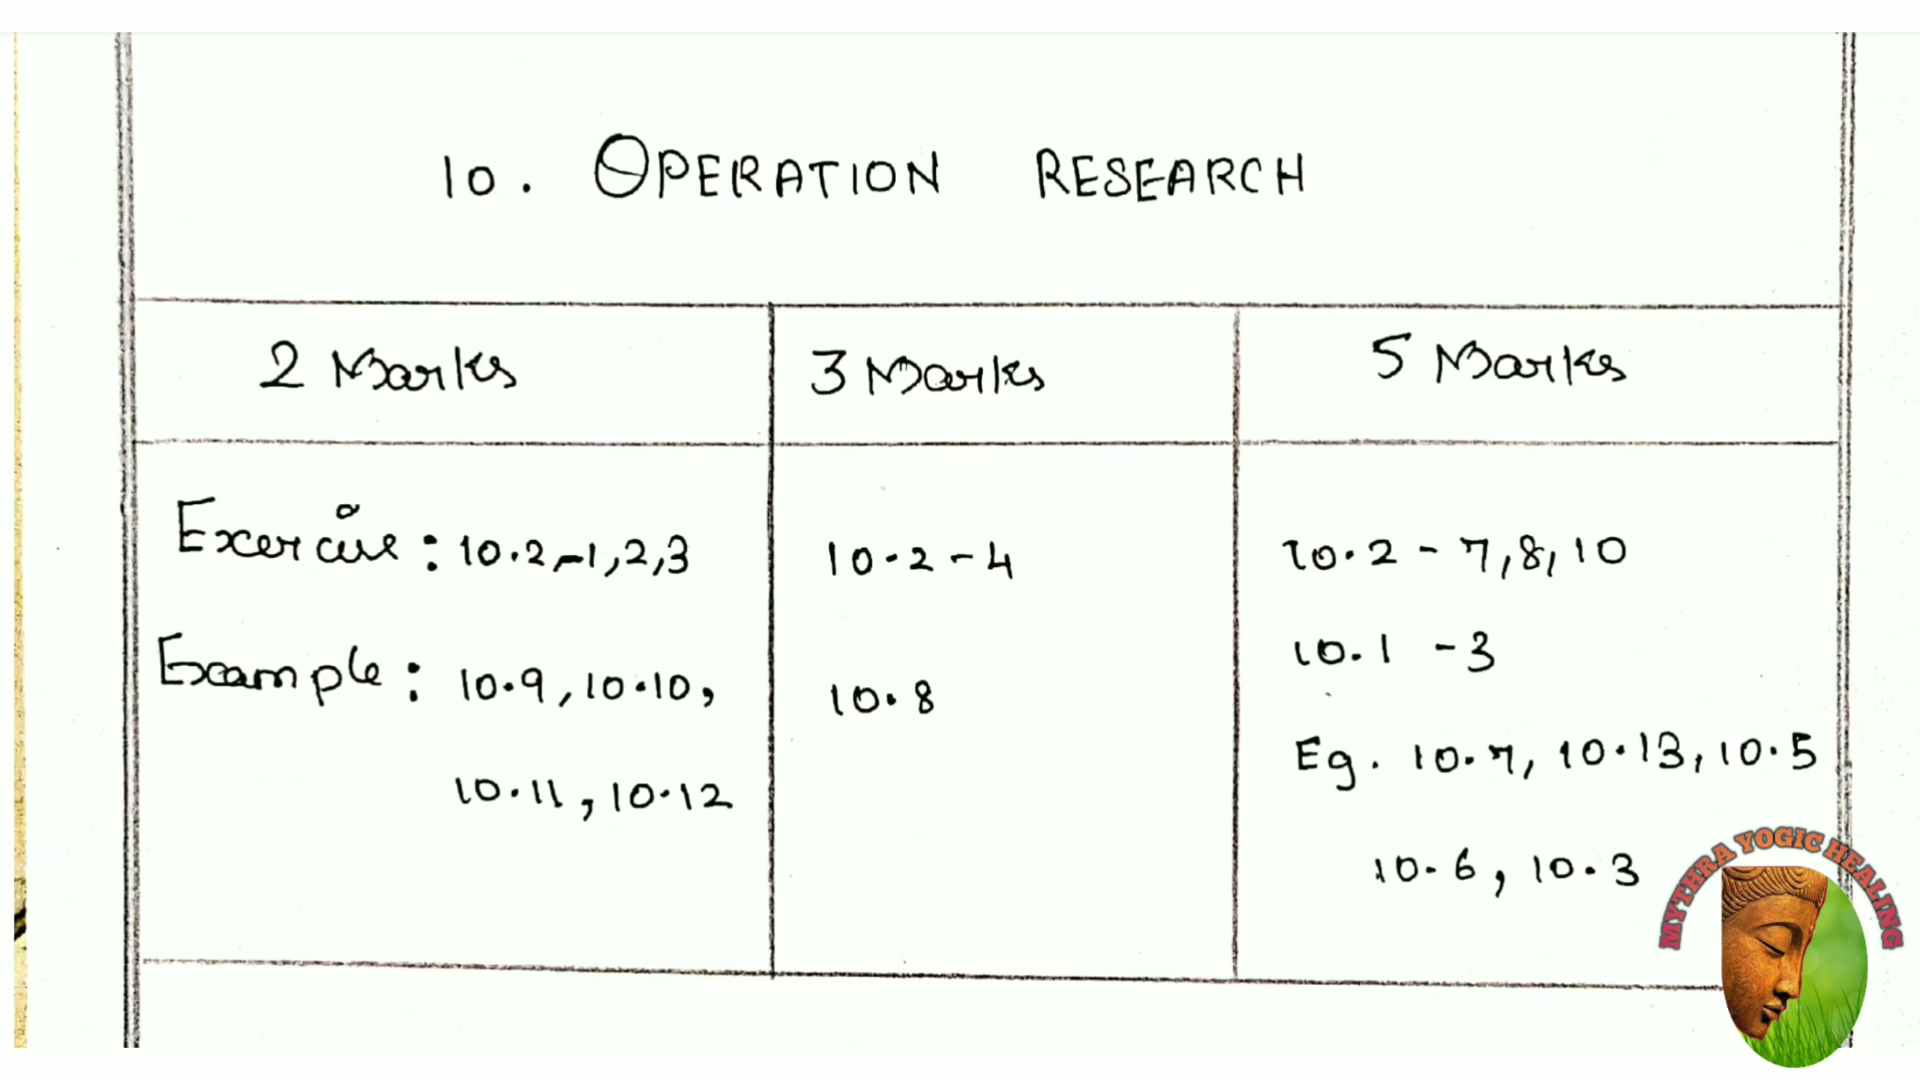 10. OPERATION RESEARCH
2 Marks 3 Marks 5 Marks
Exercise: 10.2-1,2,3 10.2-4 10.2-7,8,10
10.1-3
Example: 10.9, 10.10, 10.8
Eg. 10.7, 10.13, 10.5
10.11, 10.12
10.6, 10.3
MYTHRA YOGIC HEALING